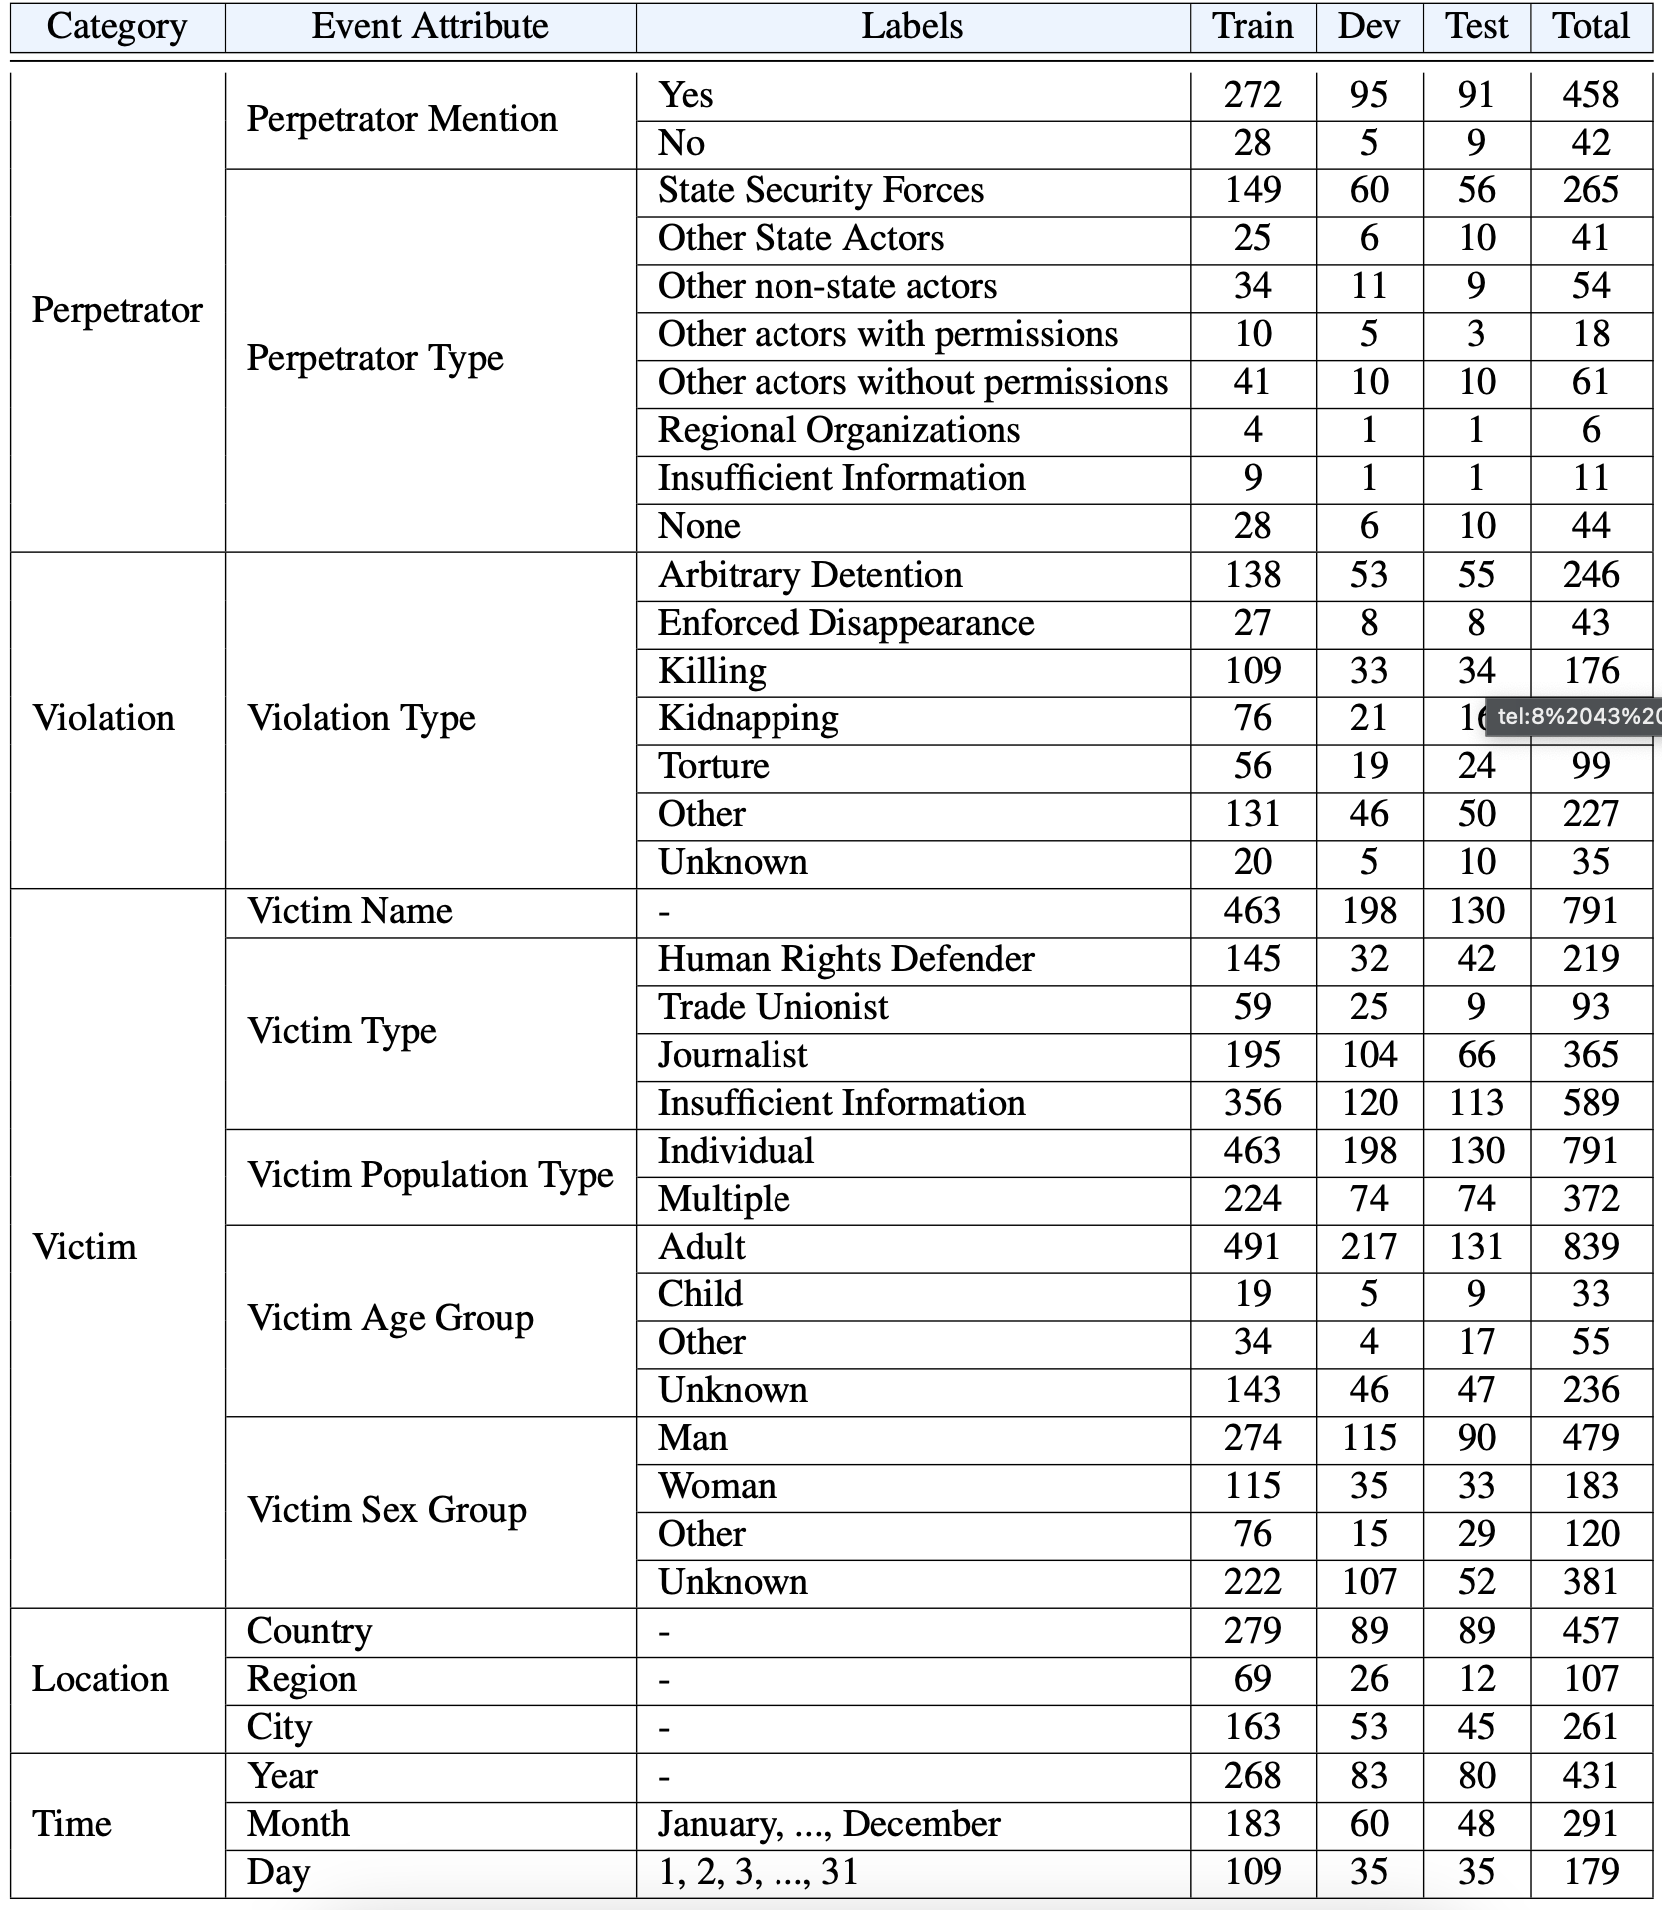 Category Event Attribute Labels Train Dev Test Total
Perpetrator Perpetrator Mention Yes 272 95 91 458
No 28 5 9 42
Perpetrator Type State Security Forces 149 60 56 265
Other State Actors 25 6 10 41
Other non-state actors 34 11 9 54
Other actors with permissions 10 5 3 18
Other actors without permissions 41 10 10 61
Regional Organizations 4 1 1 6
Insufficient Information 9 1 1 11
None 28 6 10 44
Violation Violation Type Arbitrary Detention 138 53 55 246
Enforced Disappearance 27 8 8 43
Killing 109 33 34 176
Kidnapping 76 21 tel:8%2043%20
Torture 56 19 24 99
Other 131 46 50 227
Unknown 20 5 10 35
Victim Victim Name - 463 198 130 791
Victim Type Human Rights Defender 145 32 42 219
Trade Unionist 59 25 9 93
Journalist 195 104 66 365
Insufficient Information 356 120 113 589
Victim Population Type Individual 463 198 130 791
Multiple 224 74 74 372
Victim Age Group Adult 491 217 131 839
Child 19 5 9 33
Other 34 4 17 55
Unknown 143 46 47 236
Victim Sex Group Man 274 115 90 479
Woman 115 35 33 183
Other 76 15 29 120
Unknown 222 107 52 381
Location Country - 279 89 89 457
Region - 69 26 12 107
City - 163 53 45 261
Time Year - 268 83 80 431
Month January, ..., December 183 60 48 291
Day 1, 2, 3, ..., 31 109 35 35 179